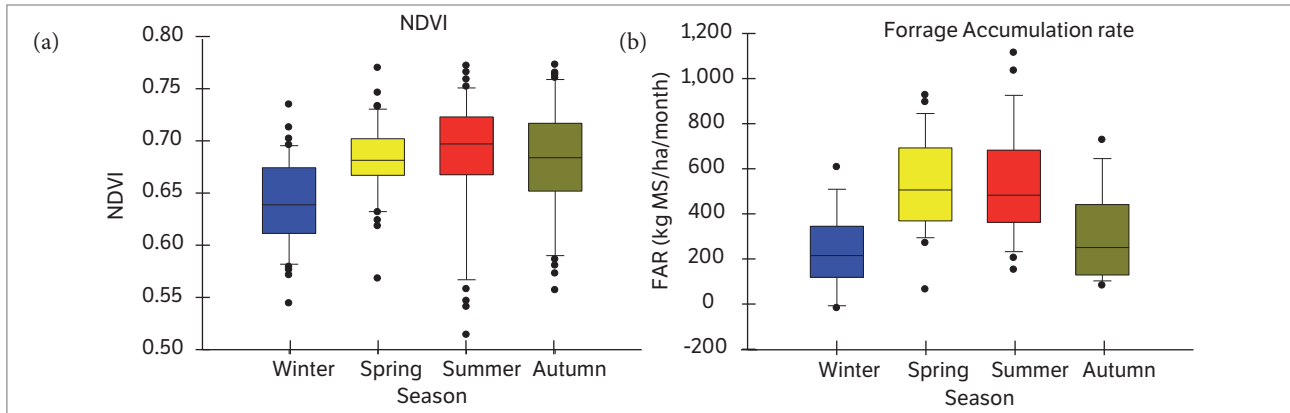 (a)
NDVI
0.80
0.75
0.70
0.65
0.60
0.55
0.50
NDVI
Winter Spring Summer Autumn
Season
(b)
Forrage Accumulation rate
1,200
1,000
800
600
400
200
0
-200
FAR (kg MS/ha/month)
Winter Spring Summer Autumn
Season